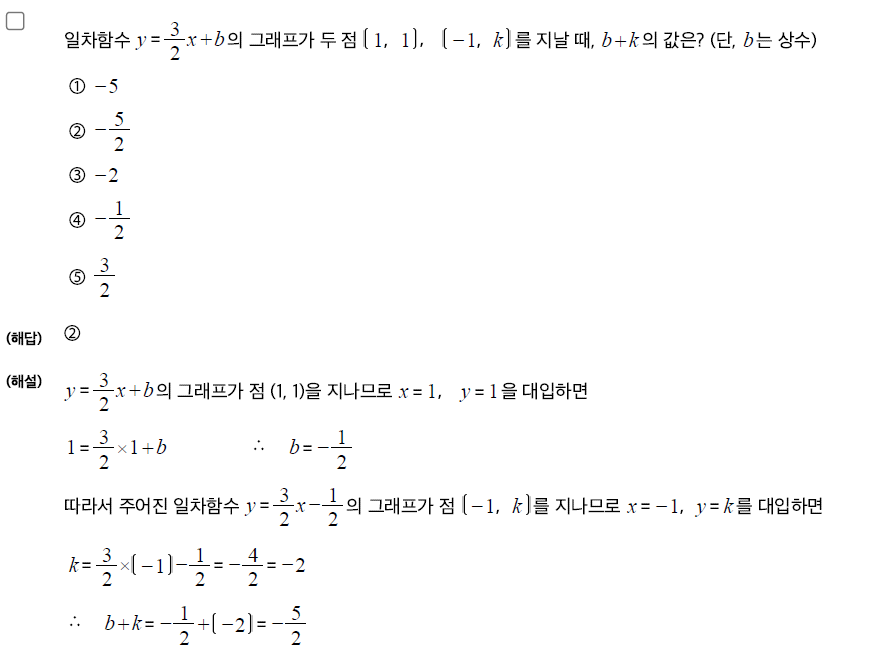 일차함수 y=3/2x+b의 그래프가 두 점 (1, 1), (-1, k)를 지날 때, b+k의 값은? (단, b는 상수)
① -5
② -5/2
③ -2
④ -1/2
⑤ 3/2
(해답) ②
(해설) y=3/2x+b의 그래프가 점 (1, 1)을 지나므로 x=1, y=1을 대입하면
1=3/2×1+b ∴ b=-1/2
따라서 주어진 일차함수 y=3/2x-1/2의 그래프가 점 (-1, k)를 지나므로 x=-1, y=k를 대입하면
k=3/2×(-1)-1/2=-4/2=-2
∴ b+k=-1/2+(-2)=-5/2